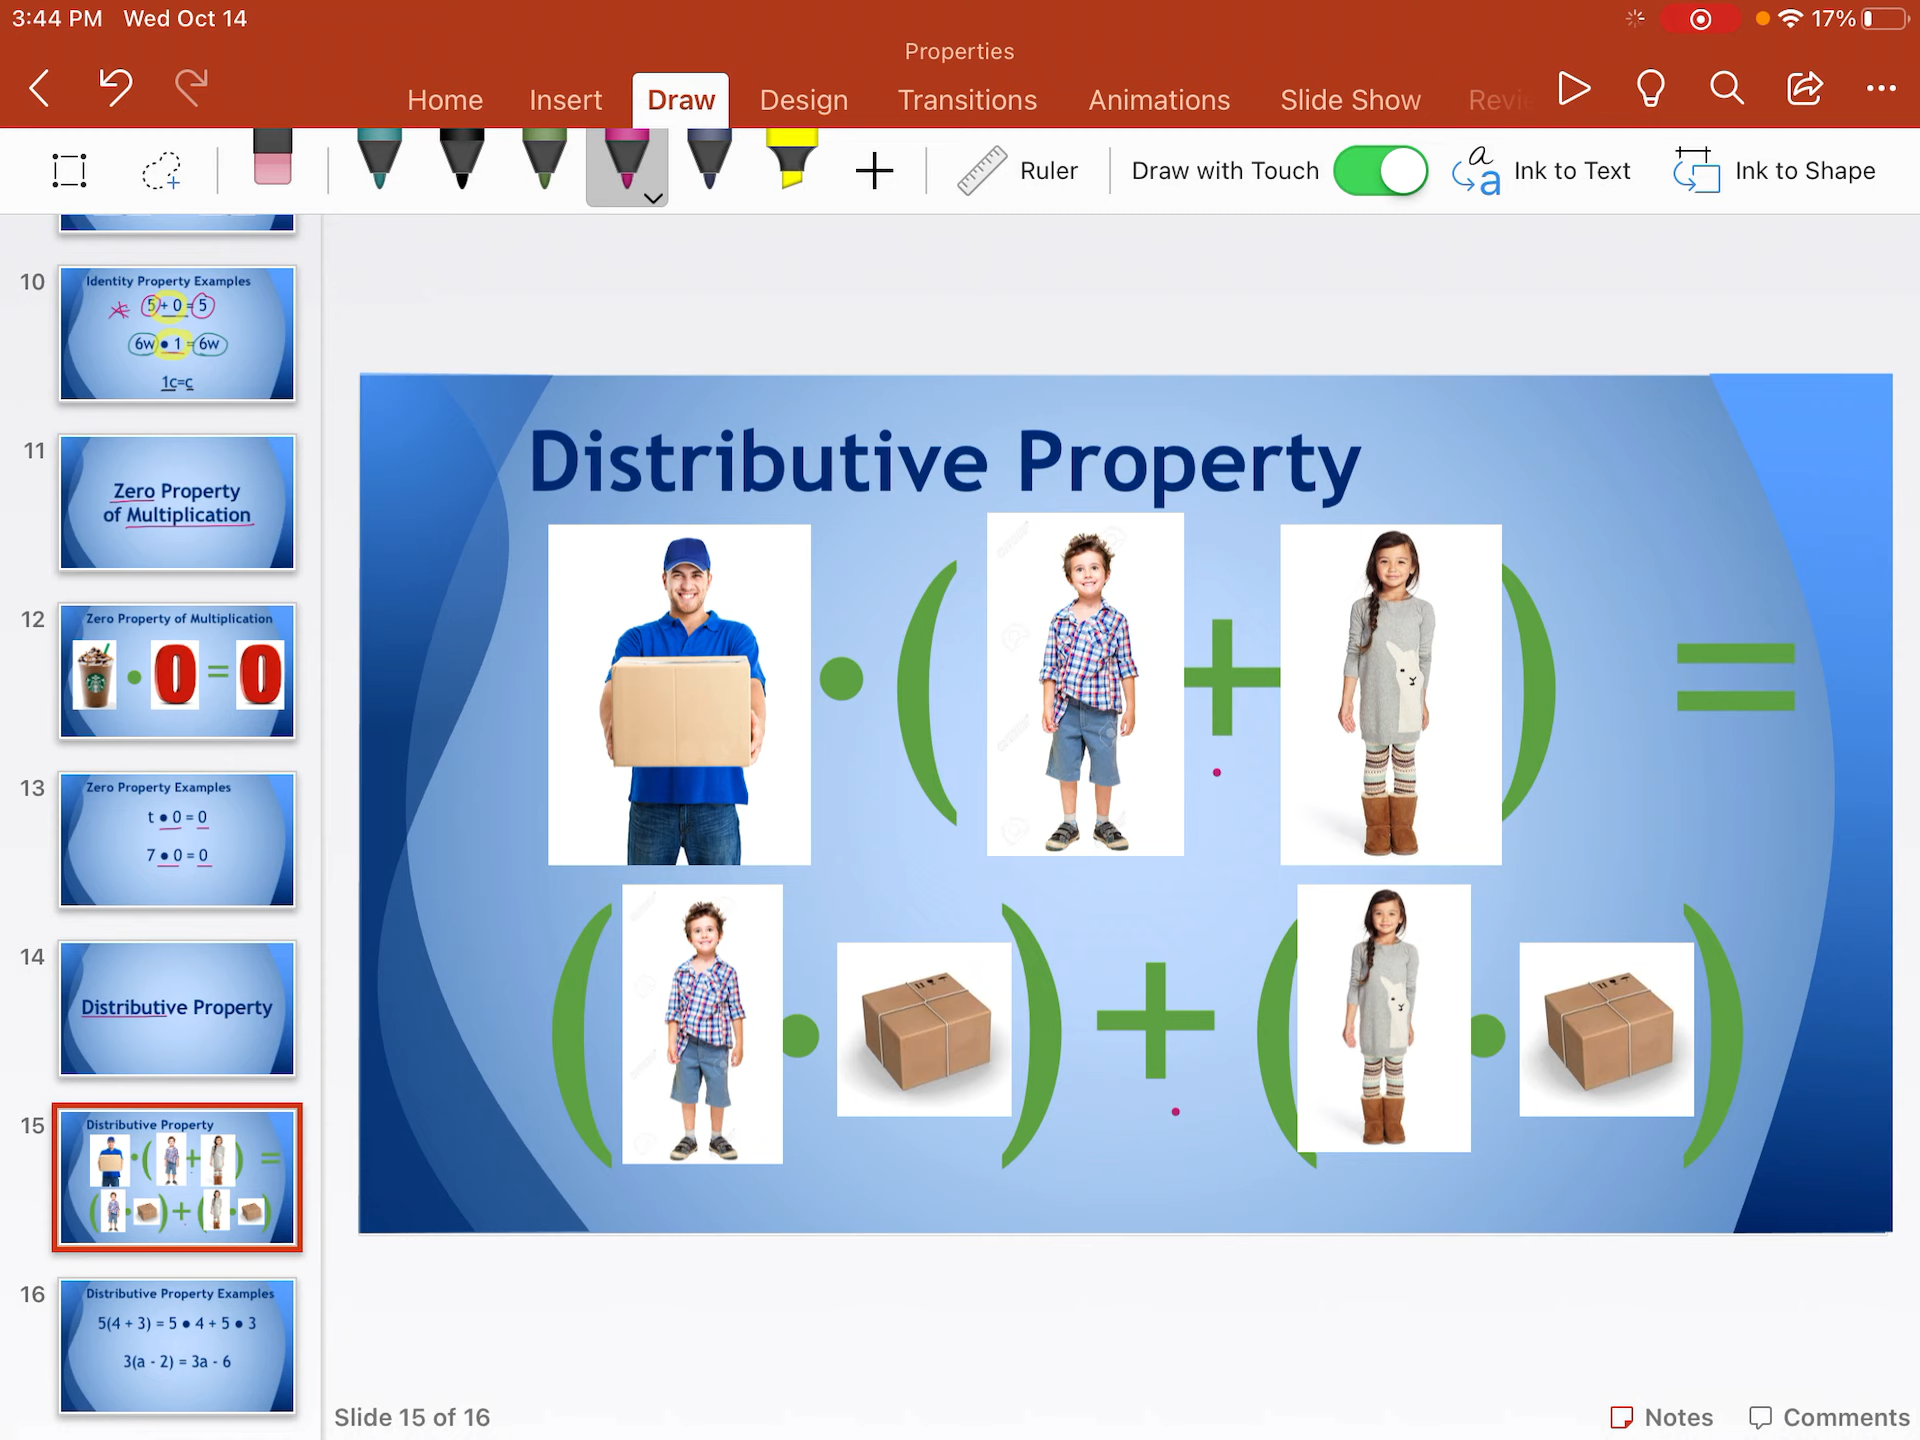 3:44 PM Wed Oct 14
17%
Properties
Home Insert Draw Design Transitions Animations Slide Show
Ruler Draw with Touch Ink to Text Ink to Shape
10
Identity Property Examples
5 + 0 = 5
6w • 1 = 6w
1c=c
11
Zero Property
of Multiplication
12
Zero Property of Multiplication
• 0 = 0
13
Zero Property Examples
t • 0 = 0
7 • 0 = 0
14
Distributive Property
15
Distributive Property
• ( + ) =
( • ) + ( • )
16
Distributive Property Examples
5(4 + 3) = 5 • 4 + 5 • 3
3(a - 2) = 3a - 6
Distributive Property
• ( + ) =
( • ) + ( • )
Slide 15 of 16
Notes Comments